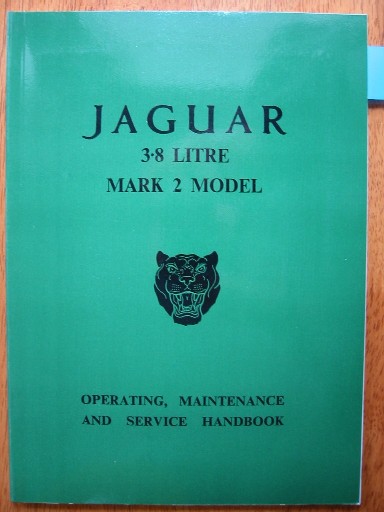 JAGUAR
3·8 LITRE
MARK 2 MODEL
OPERATING, MAINTENANCE
AND SERVICE HANDBOOK